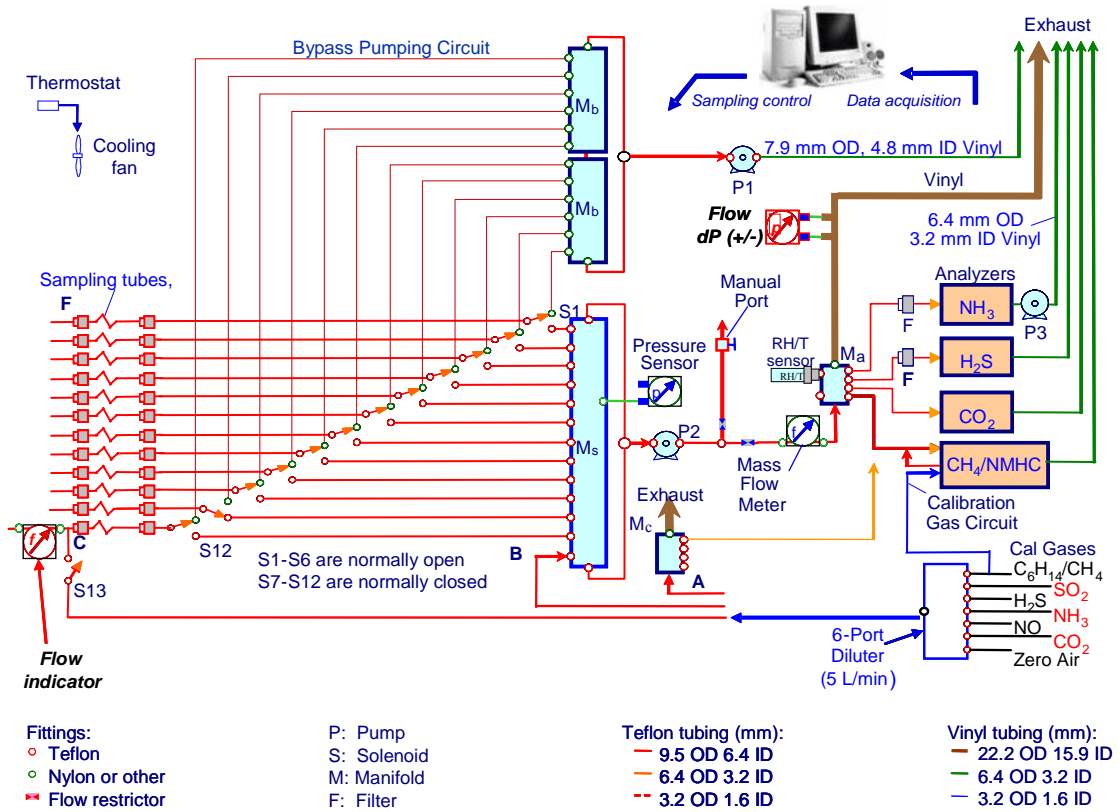 Exhaust
Bypass Pumping Circuit
Thermostat
Cooling
fan
Sampling control
Data acquisition
M_b
7.9 mm OD, 4.8 mm ID Vinyl
P1
Vinyl
M_b
Flow
dP (+/-)
p
6.4 mm OD
3.2 mm ID Vinyl
Sampling tubes,
F
Manual
Port
Analyzers
NH3
F
P3
S1
Pressure
Sensor
p
RH/T
sensor
RH/T
Ma
H2S
F
CO2
Ms
P2
f
Mass
Flow
Meter
CH4/NMHC
Calibration
Gas Circuit
Exhaust
Mc
f
C
S12
S13
S1-S6 are normally open
S7-S12 are normally closed
B
A
Cal Gases
C6H14/CH4
SO2
H2S
NH3
NO
CO2
Zero Air
6-Port
Diluter
(5 L/min)
Flow
indicator
Fittings:
Teflon
Nylon or other
Flow restrictor
P: Pump
S: Solenoid
M: Manifold
F: Filter
Teflon tubing (mm):
9.5 OD 6.4 ID
6.4 OD 3.2 ID
3.2 OD 1.6 ID
Vinyl tubing (mm):
22.2 OD 15.9 ID
6.4 OD 3.2 ID
3.2 OD 1.6 ID